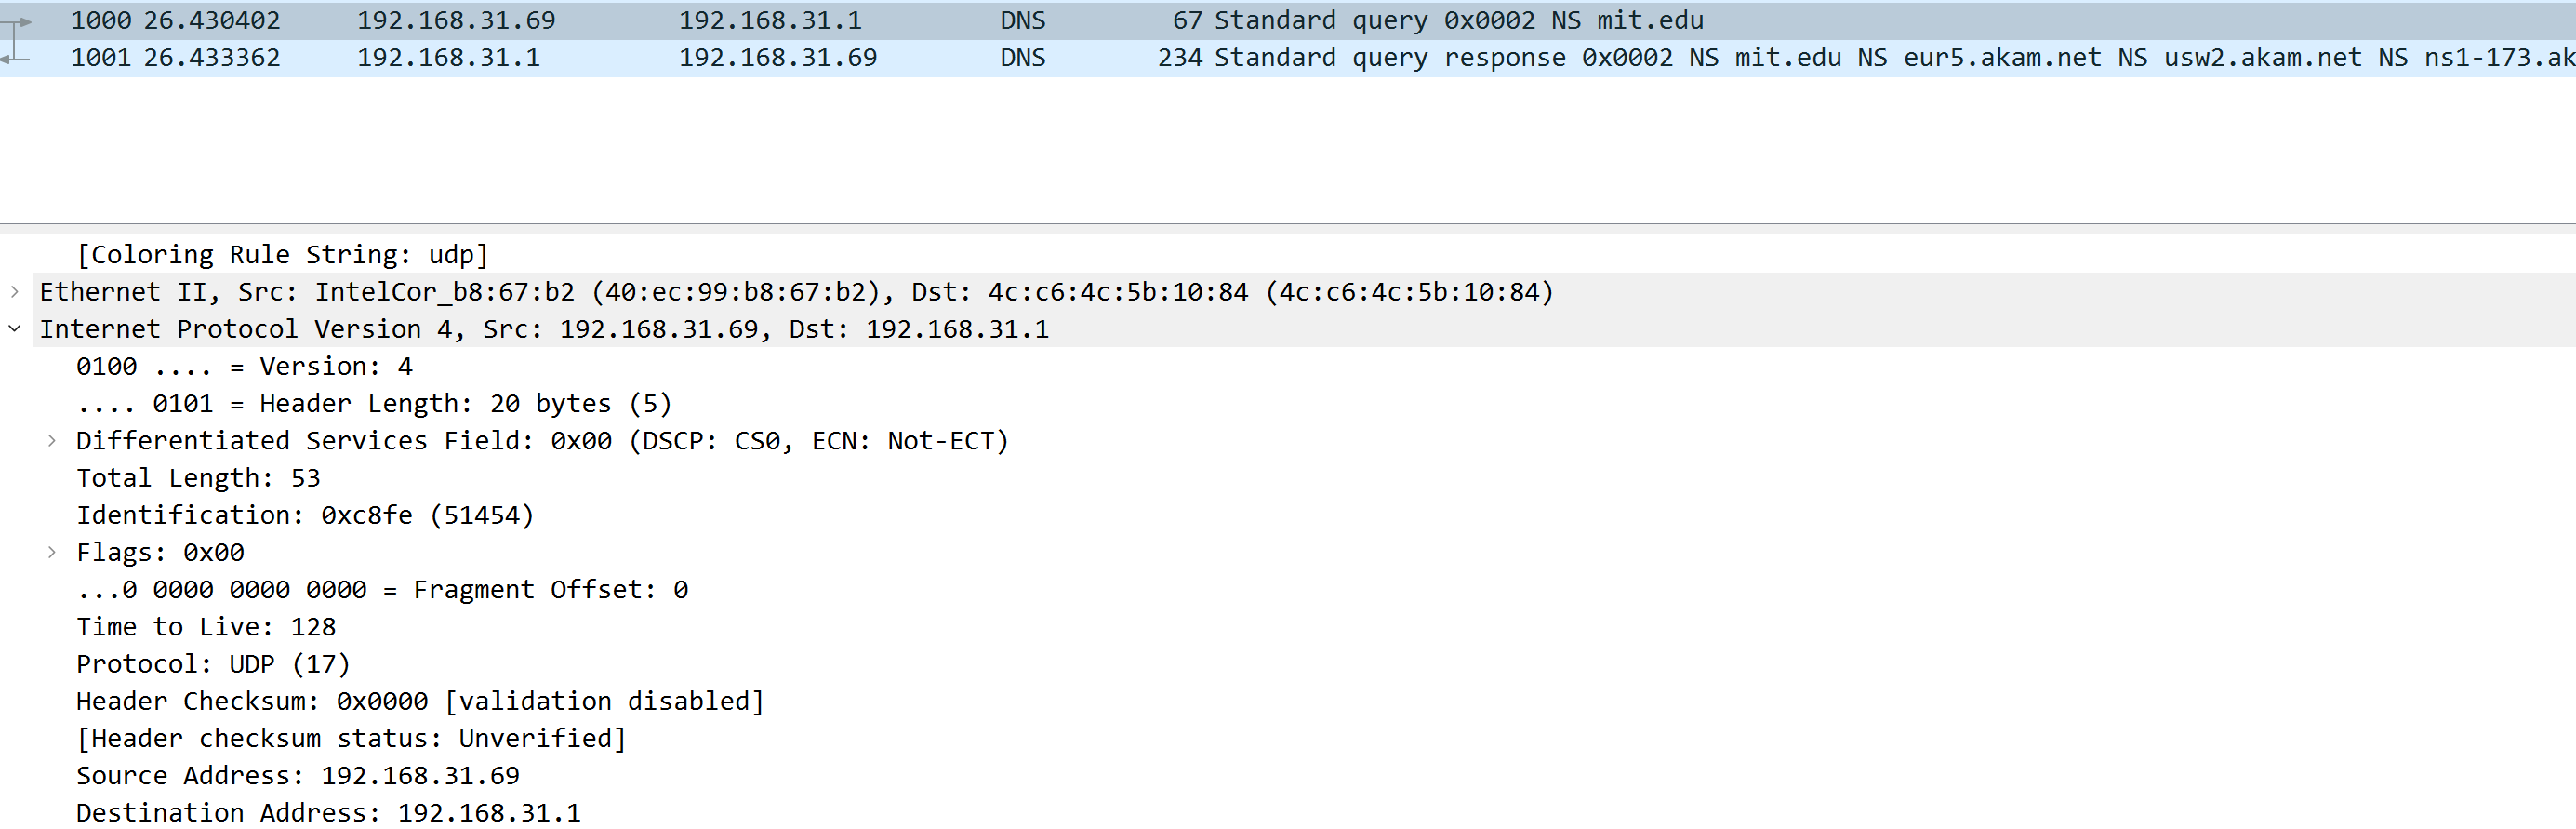 1000 26.430402 192.168.31.69 192.168.31.1 DNS 67 Standard query 0x0002 NS mit.edu
1001 26.433362 192.168.31.1 192.168.31.69 DNS 234 Standard query response 0x0002 NS mit.edu NS eur5.akam.net NS usw2.akam.net NS ns1-173.ak
[Coloring Rule String: udp]
Ethernet II, Src: IntelCor_b8:67:b2 (40:ec:99:b8:67:b2), Dst: 4c:c6:4c:5b:10:84 (4c:c6:4c:5b:10:84)
Internet Protocol Version 4, Src: 192.168.31.69, Dst: 192.168.31.1
0100 .... = Version: 4
.... 0101 = Header Length: 20 bytes (5)
Differentiated Services Field: 0x00 (DSCP: CS0, ECN: Not-ECT)
Total Length: 53
Identification: 0xc8fe (51454)
Flags: 0x00
...0 0000 0000 0000 = Fragment Offset: 0
Time to Live: 128
Protocol: UDP (17)
Header Checksum: 0x0000 [validation disabled]
[Header checksum status: Unverified]
Source Address: 192.168.31.69
Destination Address: 192.168.31.1